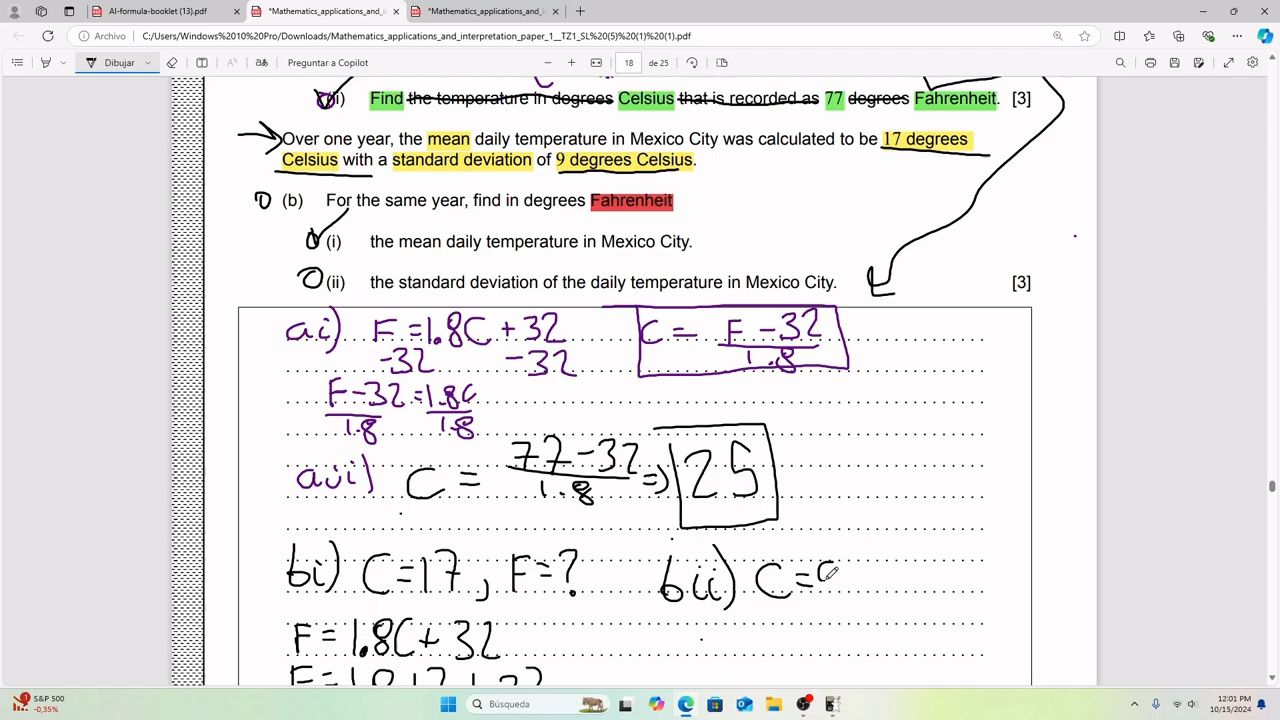 AI-formula-booklet (13).pdf
*Mathematics_applications_and_in
*Mathematics_applications_and_in
Archivo
C:/Users/Windows%2010%20Pro/Downloads/Mathematics_applications_and_interpretation_paper_1__TZ1_SL%20(5)%20(1)%20(1).pdf
Dibujar
Preguntar a Copilot
18
de 25
Find the temperature in degrees Celsius that is recorded as 77 degrees Fahrenheit. [3]
Over one year, the mean daily temperature in Mexico City was calculated to be 17 degrees
Celsius with a standard deviation of 9 degrees Celsius.
(b) For the same year, find in degrees Fahrenheit
(i) the mean daily temperature in Mexico City.
(ii) the standard deviation of the daily temperature in Mexico City. [3]
ai) F=1.8C+32
-32 -32
F-32=1.8C
1.8 1.8
C= F-32
1.8
aii) C= 77-32
1.8
=> 25
bi) C=17, F=?
F=1.8C+32
bii) C=
S&P 500
-0,35%
Búsqueda
12:01 PM
10/15/2024